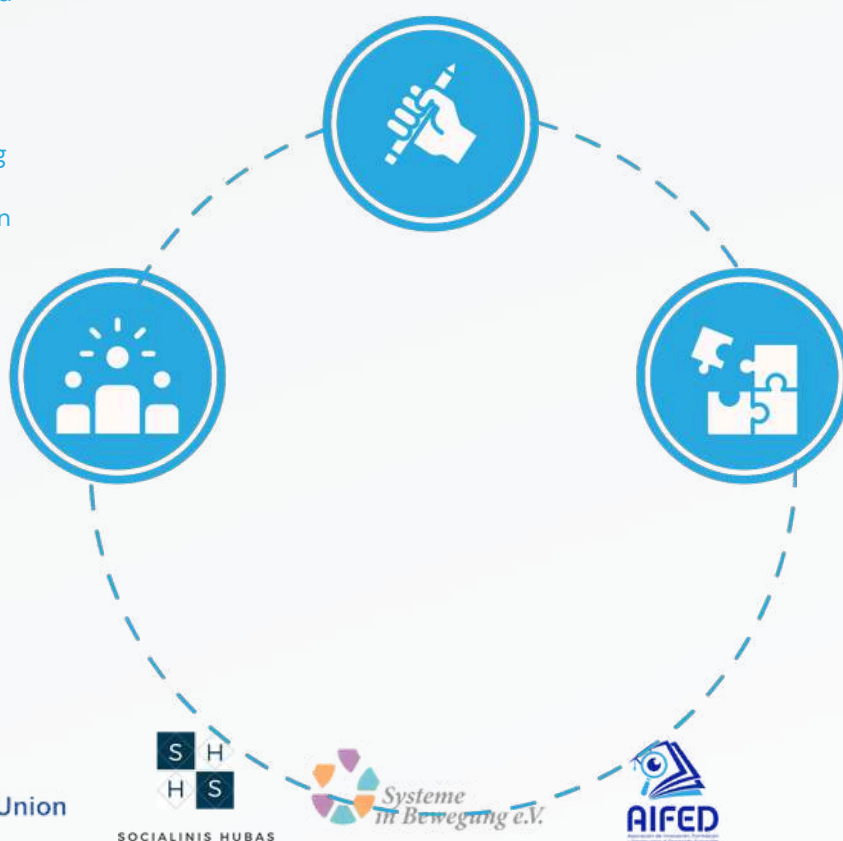 g
n
S H
H S
SOCIALINIS HUBAS
Union
Systeme
in Bewegung e.V.
AIFED